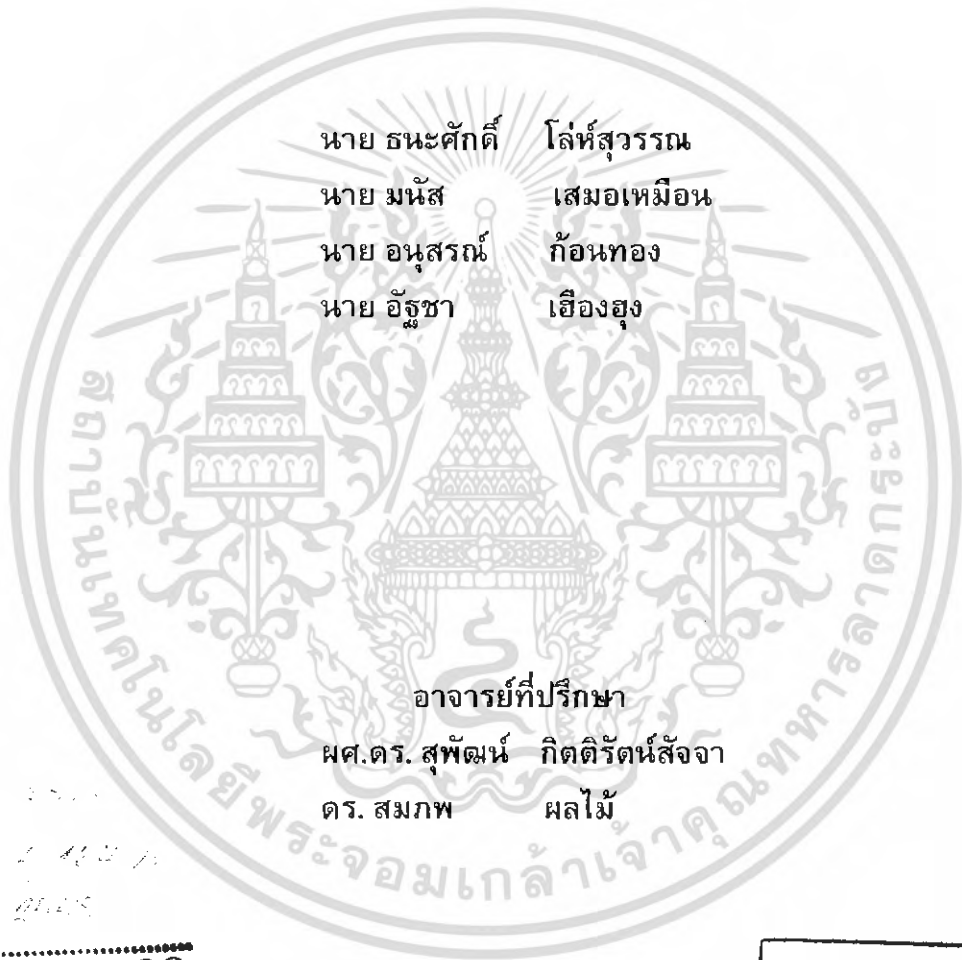 นาย ธนะศักดิ์ โล่ห์สุวรรณ
นาย มนัส เสมอเหมือน
นาย อนุสรณ์ ก้อนทอง
นาย อัฐชา เฮืองฮุง
อาจารย์ที่ปรึกษา
ผศ.ดร. สุพัฒน์ กิตติรัตน์สัจจา
ดร. สมภพ ผลไม้
สถาบันเทคโนโลยีพระจอมเกล้าเจ้าคุณทหารลาดกระบัง